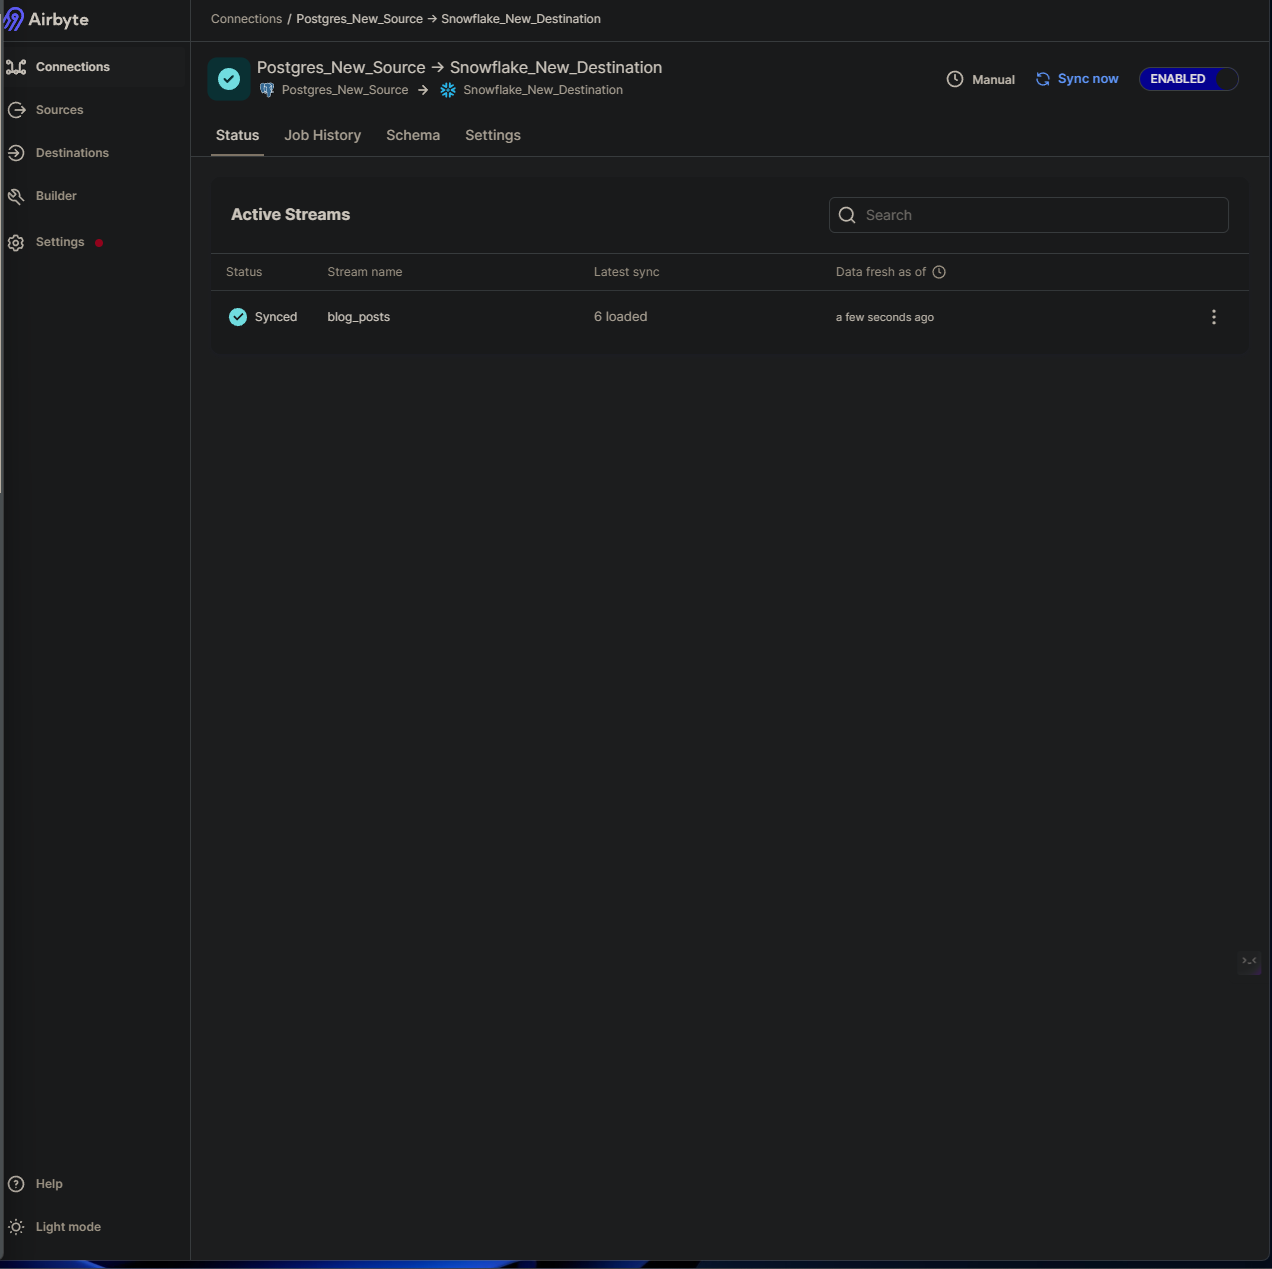 Airbyte
Connections / Postgres_New_Source → Snowflake_New_Destination
Connections
Sources
Destinations
Builder
Settings
Postgres_New_Source → Snowflake_New_Destination
Postgres_New_Source → Snowflake_New_Destination
Manual
Sync now
ENABLED
Status Job History Schema Settings
Active Streams
Search
Status Stream name Latest sync Data fresh as of
Synced blog_posts 6 loaded a few seconds ago
Help
Light mode